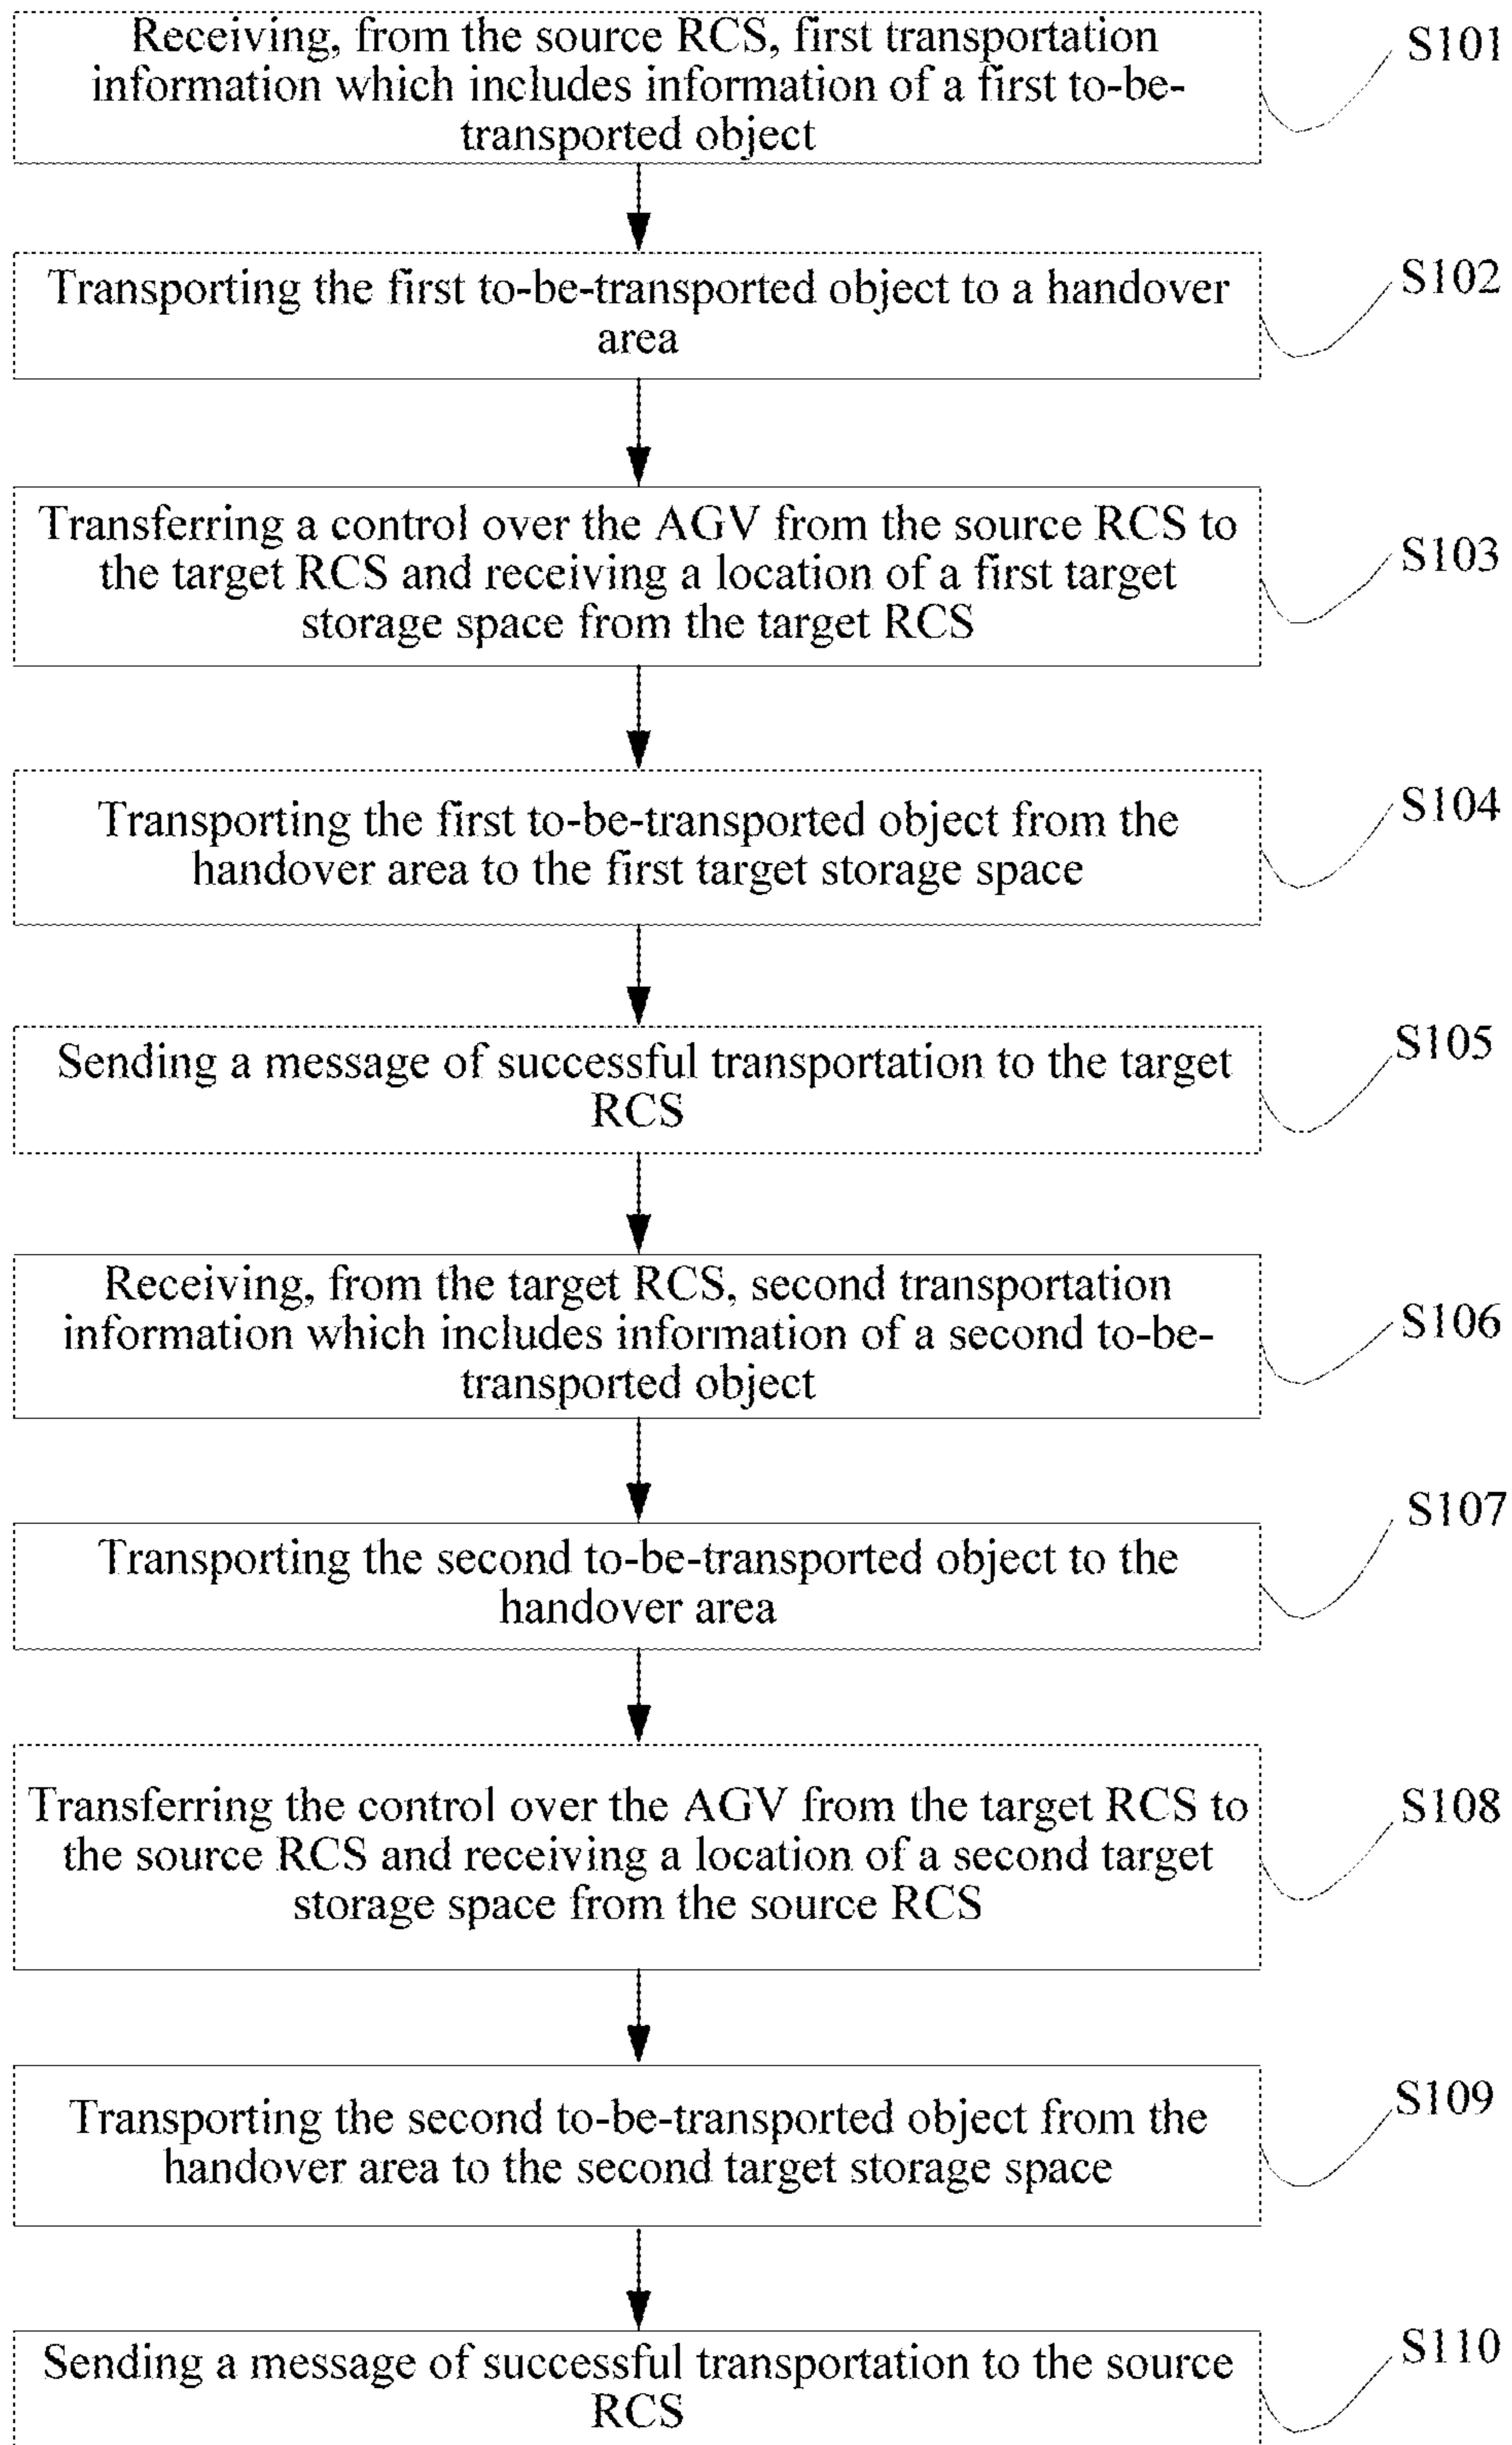 Receiving, from the source RCS, first transportation
information which includes information of a first to-be-
transported object
S101
Transporting the first to-be-transported object to a handover
area
S102
Transferring a control over the AGV from the source RCS to
the target RCS and receiving a location of a first target
storage space from the target RCS
S103
Transporting the first to-be-transported object from the
handover area to the first target storage space
S104
Sending a message of successful transportation to the target
RCS
S105
Receiving, from the target RCS, second transportation
information which includes information of a second to-be-
transported object
S106
Transporting the second to-be-transported object to the
handover area
S107
Transferring the control over the AGV from the target RCS to
the source RCS and receiving a location of a second target
storage space from the source RCS
S108
Transporting the second to-be-transported object from the
handover area to the second target storage space
S109
Sending a message of successful transportation to the source
RCS
S110